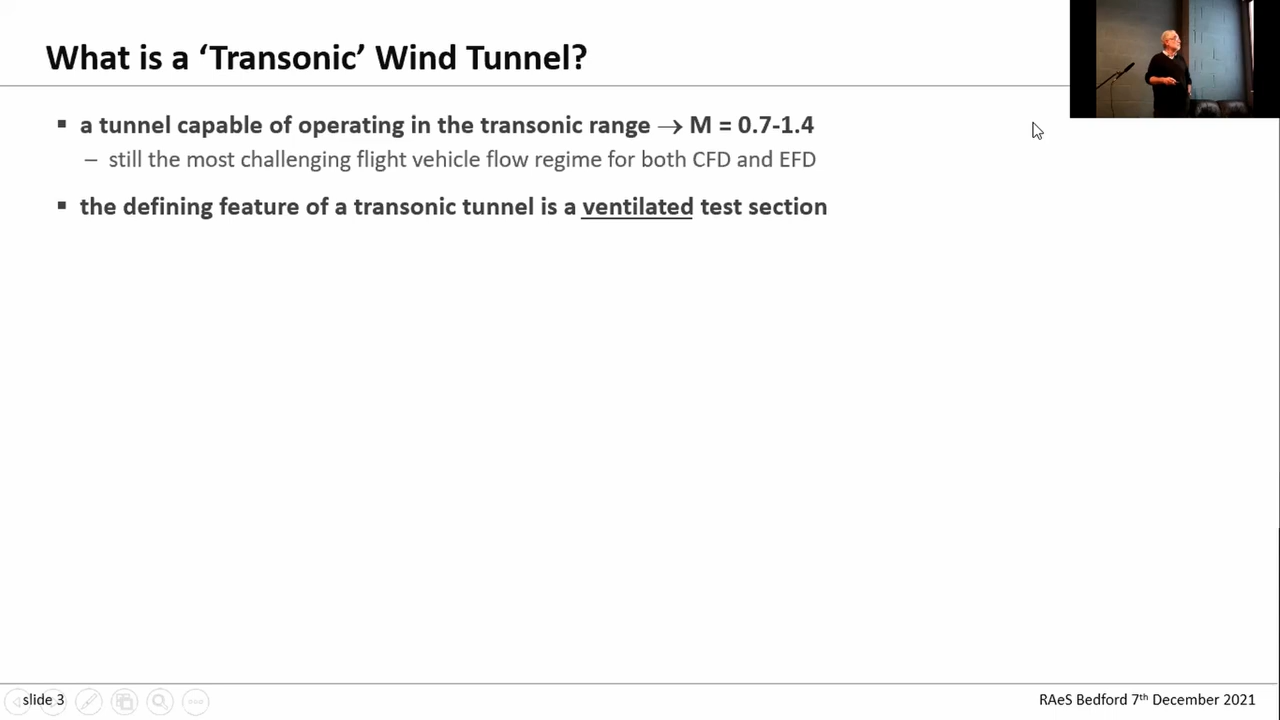 What is a ‘Transonic’ Wind Tunnel?
▪ a tunnel capable of operating in the transonic range → M = 0.7-1.4
– still the most challenging flight vehicle flow regime for both CFD and EFD
▪ the defining feature of a transonic tunnel is a ventilated test section
slide 3
RAeS Bedford 7th December 2021